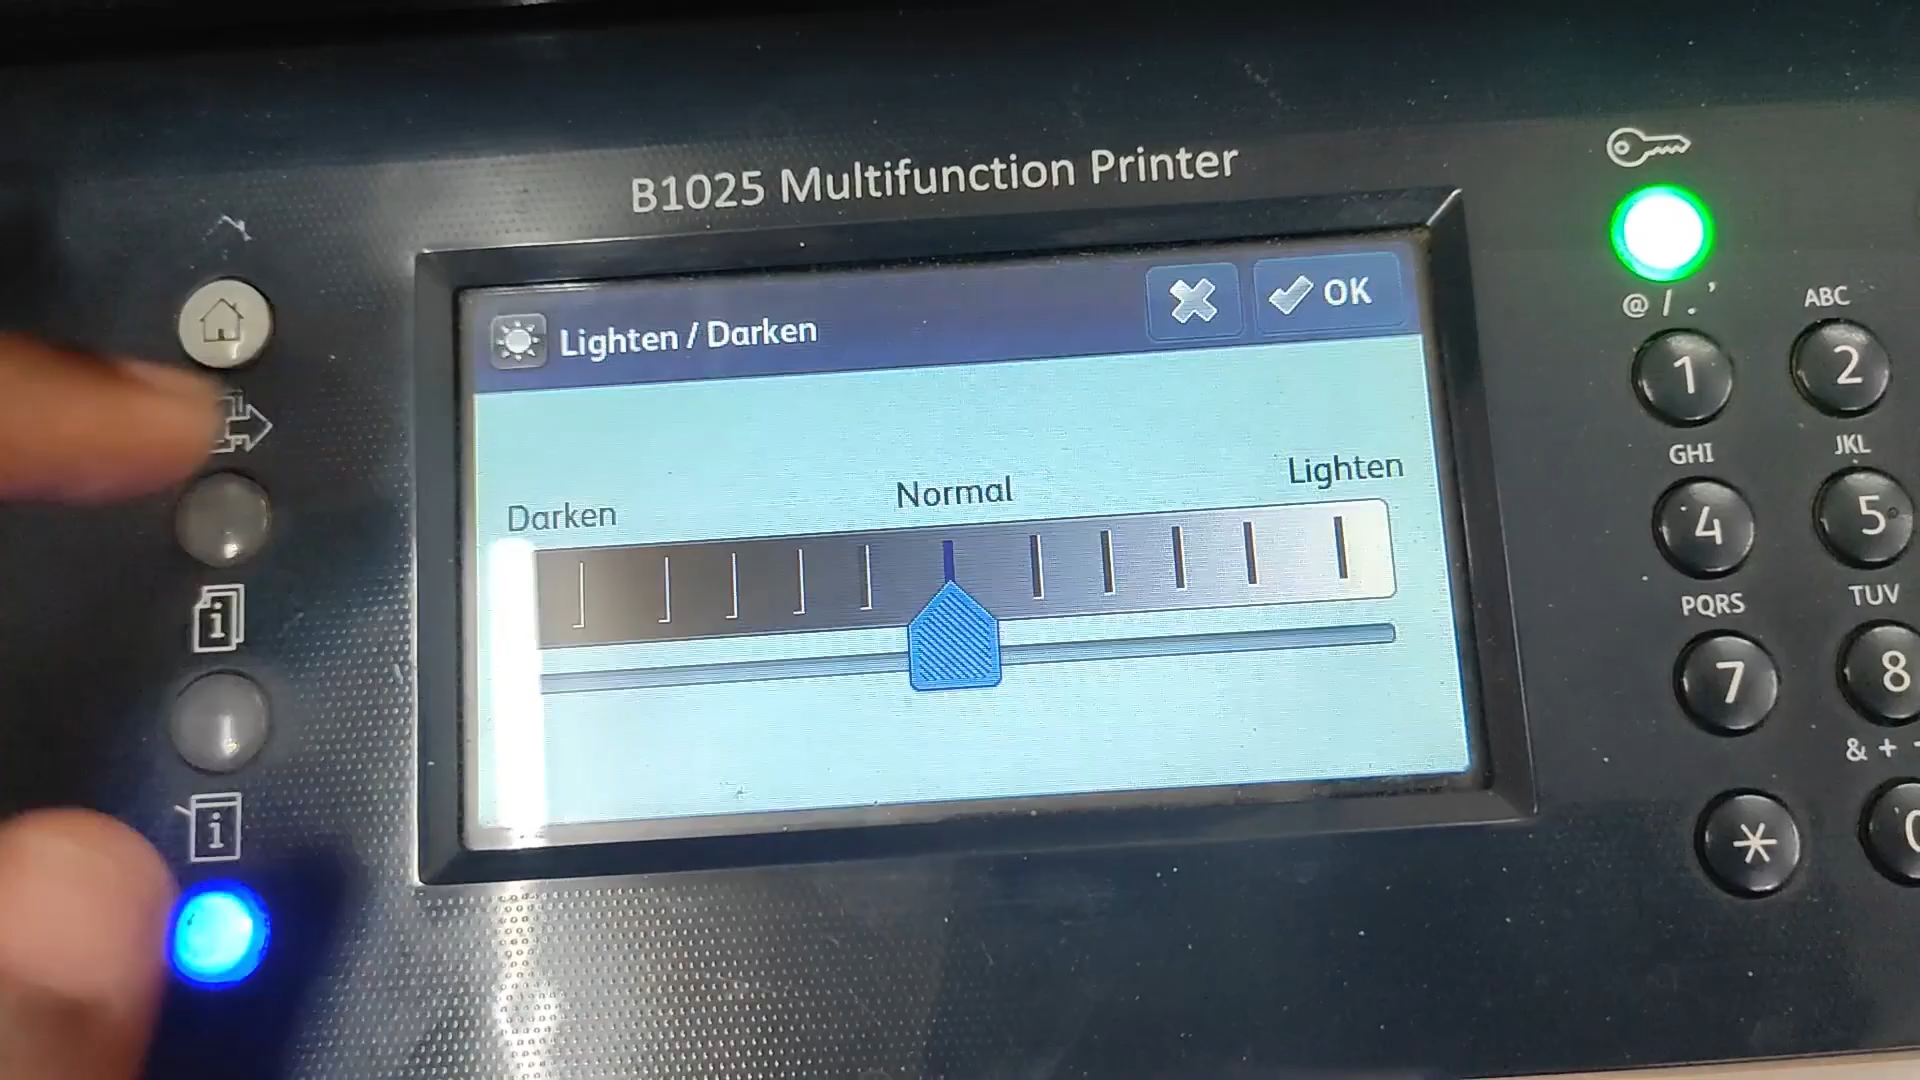 B1025 Multifunction Printer
Lighten / Darken
OK
Darken
Normal
Lighten
@ / . '
ABC
1
2
GHI
JKL
4
5
PQRS
TUV
7
8
& +
*
i
i